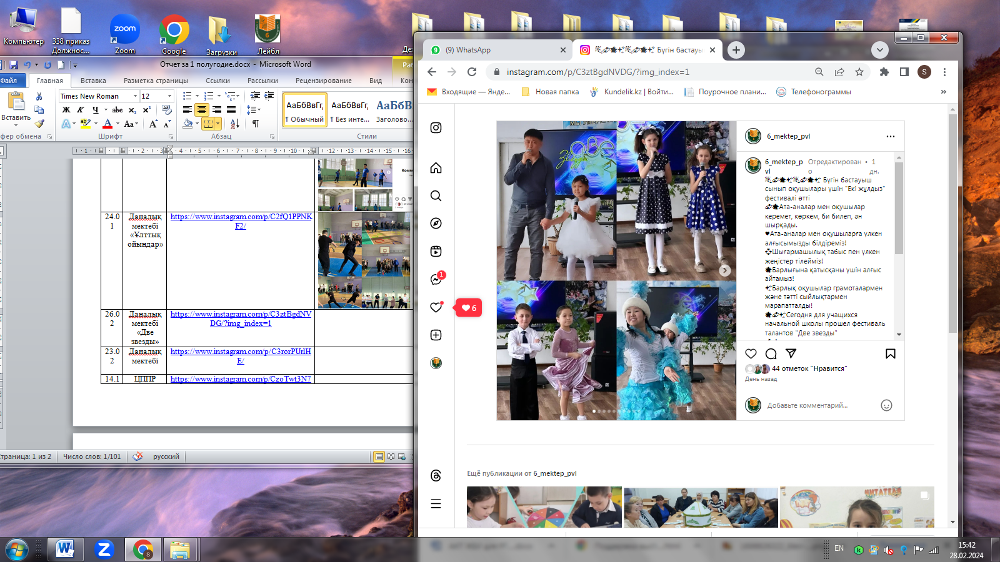 Компьютер
338 приказ
Должнос...
Zoom
Google
Загрузки
Лейбл
Отчет за 1 полугодие.docx - Microsoft Word
Файл
Главная
Вставка
Разметка страницы
Ссылки
Рассылки
Рецензирование
Вид
Вставить
Times New Roman
12
Шрифт
Абзац
АаБбВвГг,
¶ Обычный
АаБбВвГг,
¶ Без инте...
Заголово...
Стили
24.0
1
Даналық
мектебі
«Ұлттық
ойындар»
https://www.instagram.com/p/C2fQ1PPNK
F2/
26.0
2
Даналық
мектебі
«Две
звезды»
https://www.instagram.com/p/C3ztBgdNV
DG/?img_index=1
23.0
2
Даналық
мектебі
https://www.instagram.com/p/C3rorPUrlH
E/
14.1
ЦППР
https://www.instagram.com/p/CzoTwt3N7
Страница: 1 из 2
Число слов: 1/101
русский
(9) WhatsApp
Бүгін бастауы
instagram.com/p/C3ztBgdNVDG/?img_index=1
Входящие — Янде...
Новая папка
Kundelik.kz | Войти...
Поурочное плани...
Телефонограммы
1
6
6_mektep_pvl
6_mektep_p
vl
Отредактирован
о
• 1
дн.
Бүгін бастауыш
сынып оқушылары үшін "Екі жұлдыз"
фестивалі өтті
Ата-аналар мен оқушылар
керемет, көркем, би билеп, ән
шырқады.
♥Ата-аналар мен оқушыларға үлкен
алғысымызды білдіреміз!
Шығармашылық табыс пен үлкен
жеңістер тілейміз!
Барлығына қатысқаны үшін алғыс
айтамыз!
Барлық оқушылар грамоталармен
және тәтті сыйлықтармен
марапатталды!
Сегодня для учащихся
начальной школы прошел фестиваль
талантов "Две звезды"
44 отметок "Нравится"
День назад
Добавьте комментарий...
Ещё публикации от 6_mektep_pvl
EN
15:42
28.02.2024